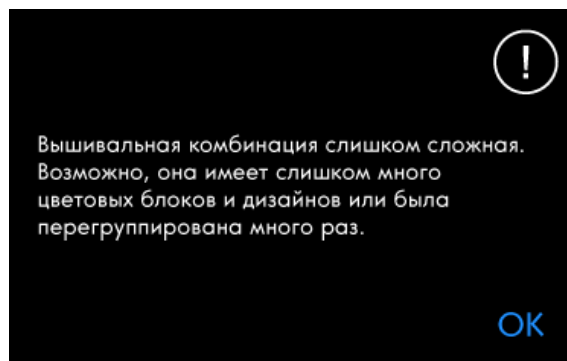 !
Вышивальная комбинация слишком сложная.
Возможно, она имеет слишком много
цветовых блоков и дизайнов или была
перегруппирована много раз.
OK